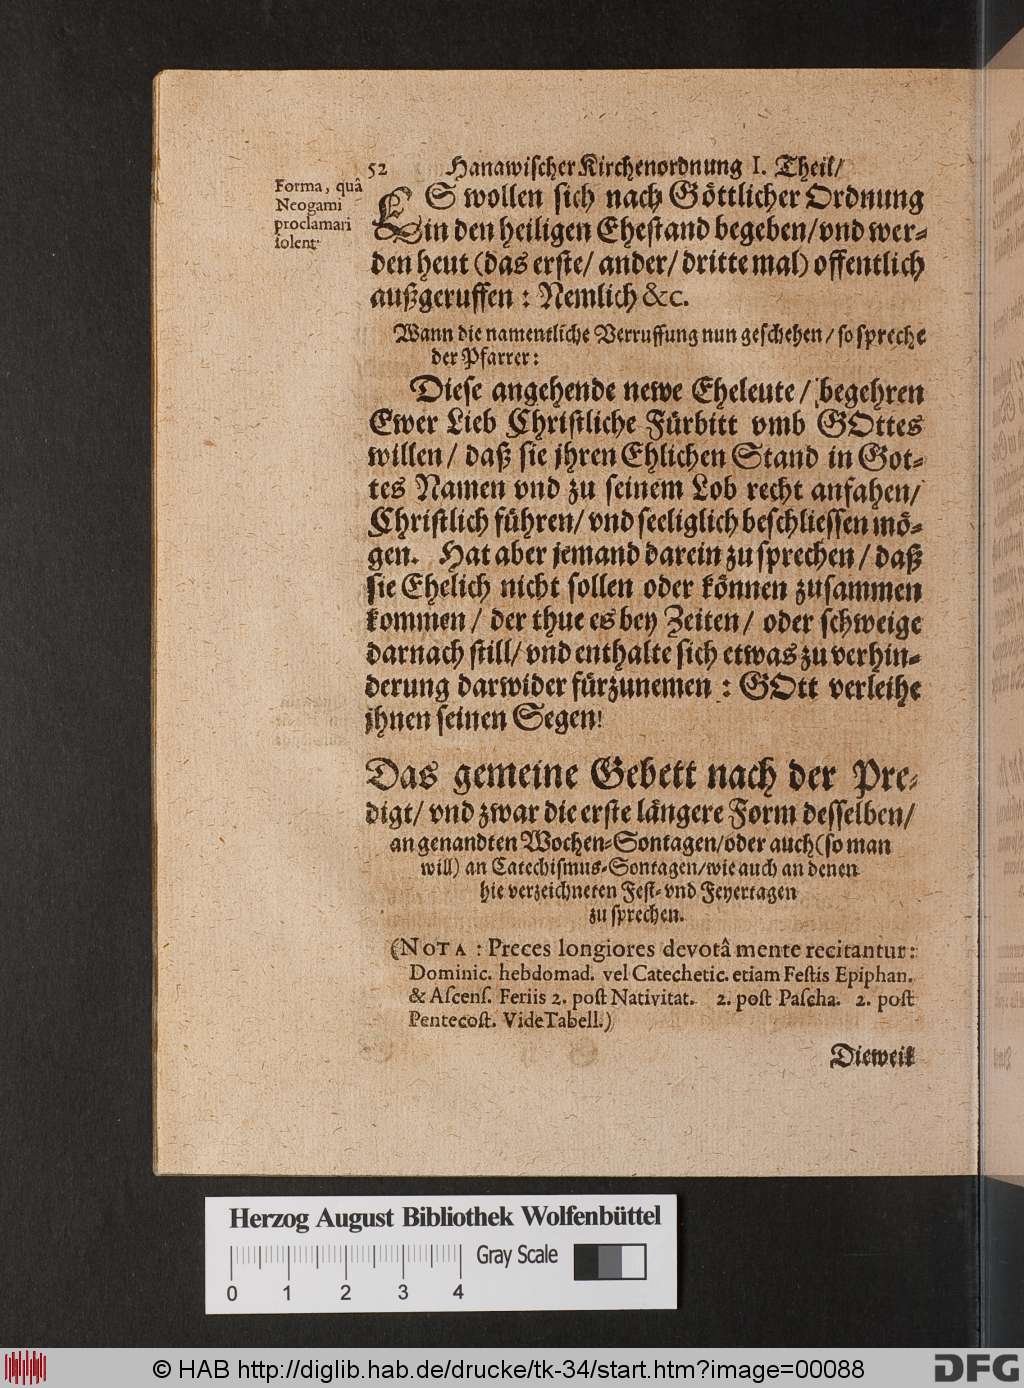 52 Hanawischer Kirchenordnung I. Theil/
Forma, quâ
Neogami
proclamari
solent.
ES wollen sich nach Göttlicher Ordnung
in den heiligen Ehestand begeben/ vnd wer-
den heut (das erste/ ander/ dritte mal) offentlich
außgeruffen : Nemlich &c.
Wann die namentliche Verruffung nun geschehen/ so spreche
der Pfarrer:
Diese angehende newe Eheleute/ begehren
Ewer Lieb Christliche Fürbitt vmb GOttes
willen/ daß sie jhren Ehlichen Stand in Got-
tes Namen vnd zu seinem Lob recht anfahen/
Christlich führen/ vnd seeliglich beschliessen mö-
gen. Hat aber jemand darein zu sprechen/ daß
sie Ehelich nicht sollen oder können zusammen
kommen/ der thue es bey Zeiten/ oder schweige
darnach still/ vnd enthalte sich etwas zu verhin-
derung darwider fürzunemen : GOtt verleihe
jhnen seinen Segen!
Das gemeine Gebett nach der Pre-
digt/ vnd zwar die erste längere Form desselben/
an genandten Wochen-Sontagen/ oder auch (so man
will) an Catechismus-Sontagen/ wie auch an denen
hie verzeichneten Fest- vnd Feyertagen
zu sprechen.
(NOTA : Preces longiores devotâ mente recitantur:
Dominic. hebdomad. vel Catechetic. etiam Festis Epiphan.
& Ascens. Feriis 2. post Nativitat. 2. post Pascha. 2. post
Pentecost. Vide Tabell.)
Dieweil
Herzog August Bibliothek Wolfenbüttel
Gray Scale
0 1 2 3 4
© HAB http://diglib.hab.de/drucke/tk-34/start.htm?image=00088
DFG